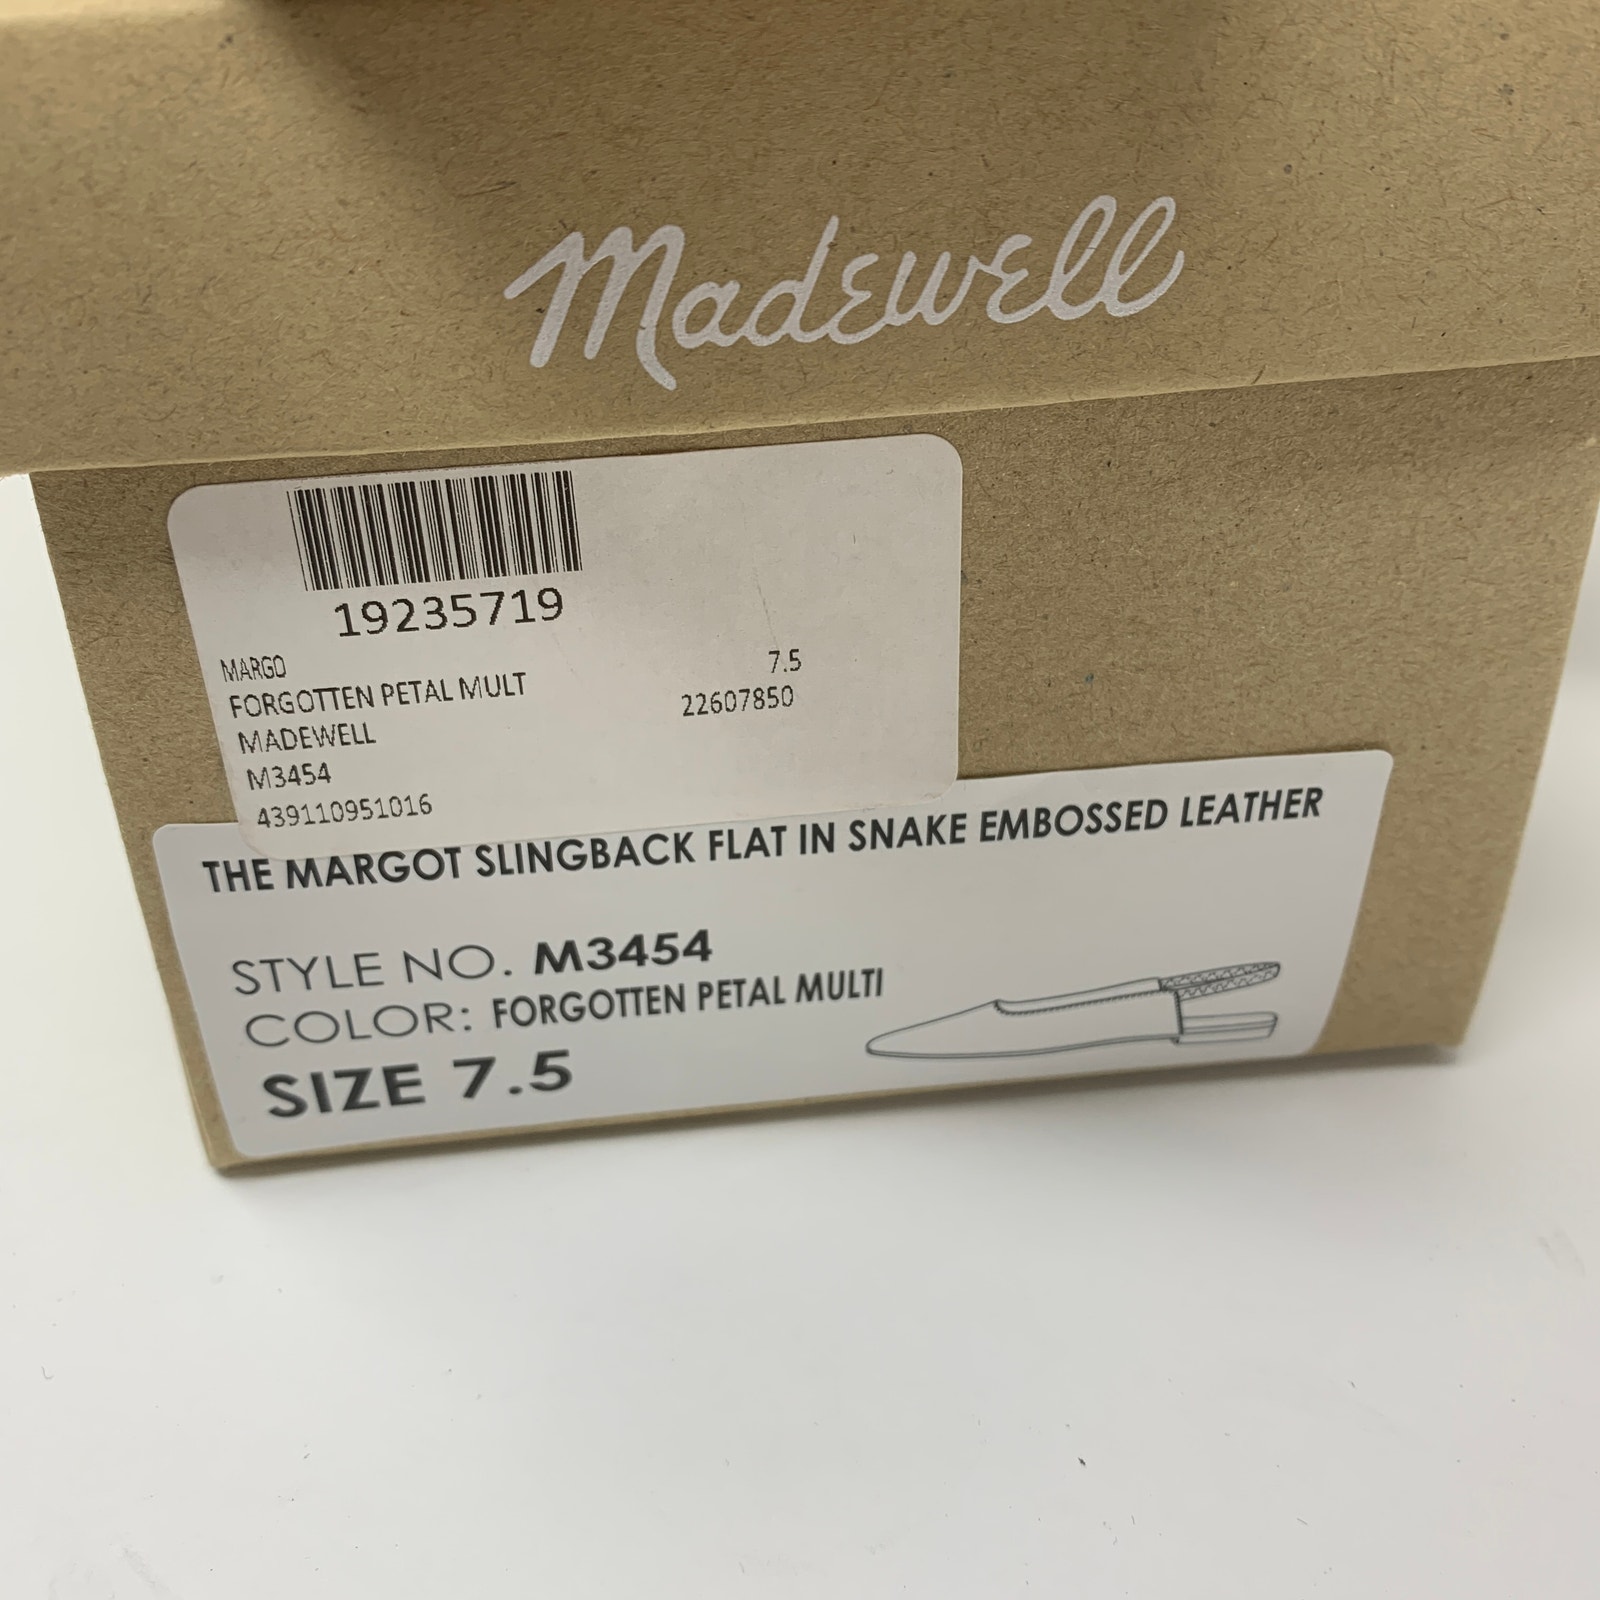 Madewell
19235719
MARGO 7.5
FORGOTTEN PETAL MULT 22607850
MADEWELL
M3454
439110951016
THE MARGOT SLINGBACK FLAT IN SNAKE EMBOSSED LEATHER
STYLE NO. M3454
COLOR: FORGOTTEN PETAL MULTI
SIZE 7.5